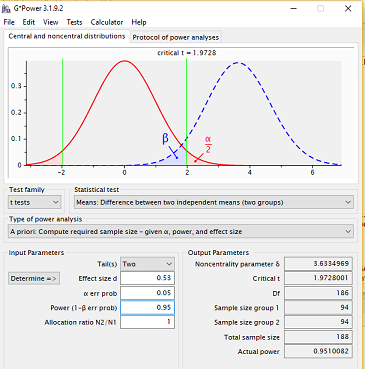 G*Power 3.1.9.2
File Edit View Tests Calculator Help
Central and noncentral distributions Protocol of power analyses
critical t = 1.9728
0.3
0.2
0.1
0
β
α
2
-2 0 2 4 6
Test family Statistical test
t tests Means: Difference between two independent means (two groups)
Type of power analysis
A priori: Compute required sample size - given α, power, and effect size
Input Parameters Output Parameters
Tail(s) Two Noncentrality parameter δ 3.6334969
Determine => Effect size d 0.53 Critical t 1.9728001
α err prob 0.05 Df 186
Power (1-β err prob) 0.95 Sample size group 1 94
Allocation ratio N2/N1 1 Sample size group 2 94
Total sample size 188
Actual power 0.9510082